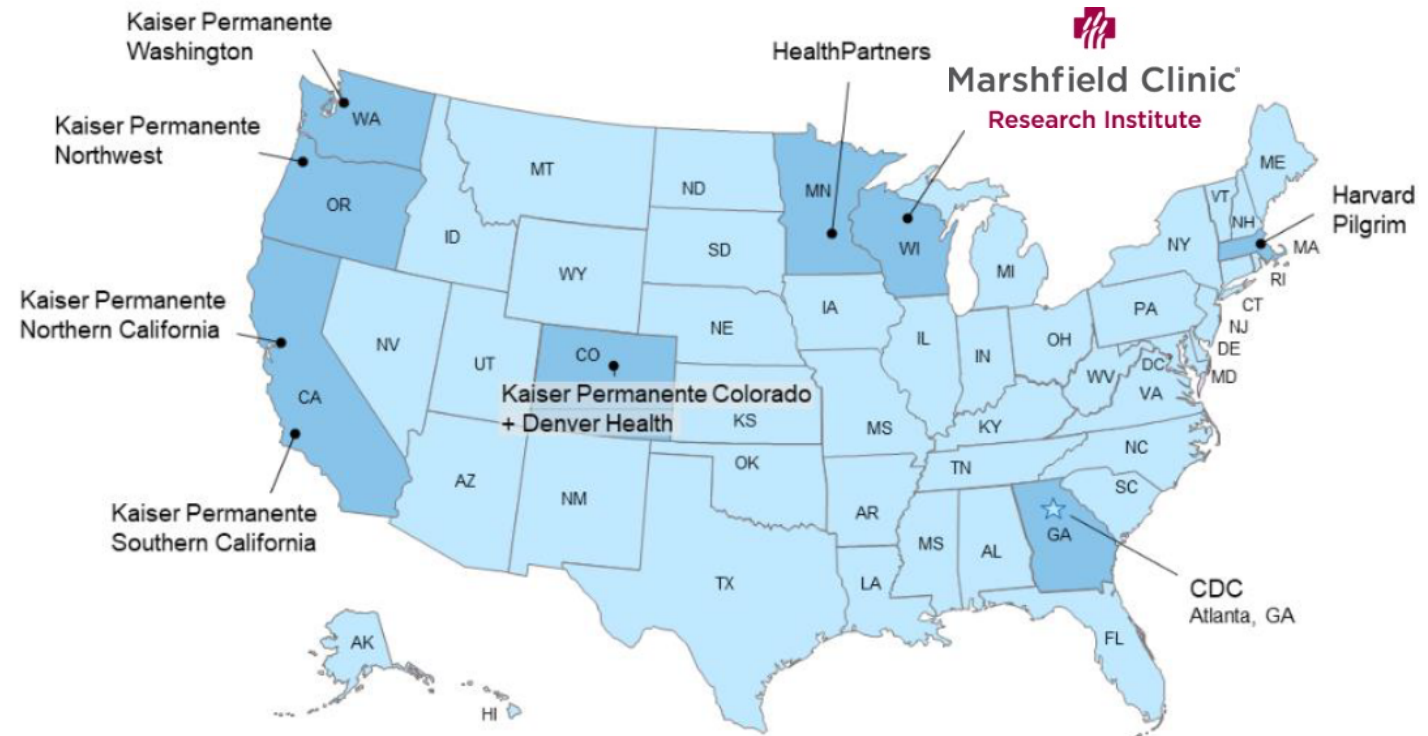 Kaiser Permanente
Washington
HealthPartners
Marshfield Clinic
Research Institute
Kaiser Permanente
Northwest
Harvard
Pilgrim
Kaiser Permanente
Northern California
Kaiser Permanente Colorado
+ Denver Health
Kaiser Permanente
Southern California
CDC
Atlanta, GA
WA
OR
CA
ID
NV
MT
WY
UT
CO
AZ
NM
ND
SD
NE
KS
OK
TX
MN
IA
MS
AR
LA
WI
IL
MI
IN
OH
KY
TN
MS
AL
GA
FL
SC
NC
VA
WV
DC
MD
DE
NJ
PA
NY
CT
RI
MA
VT
NH
ME
AK
HI